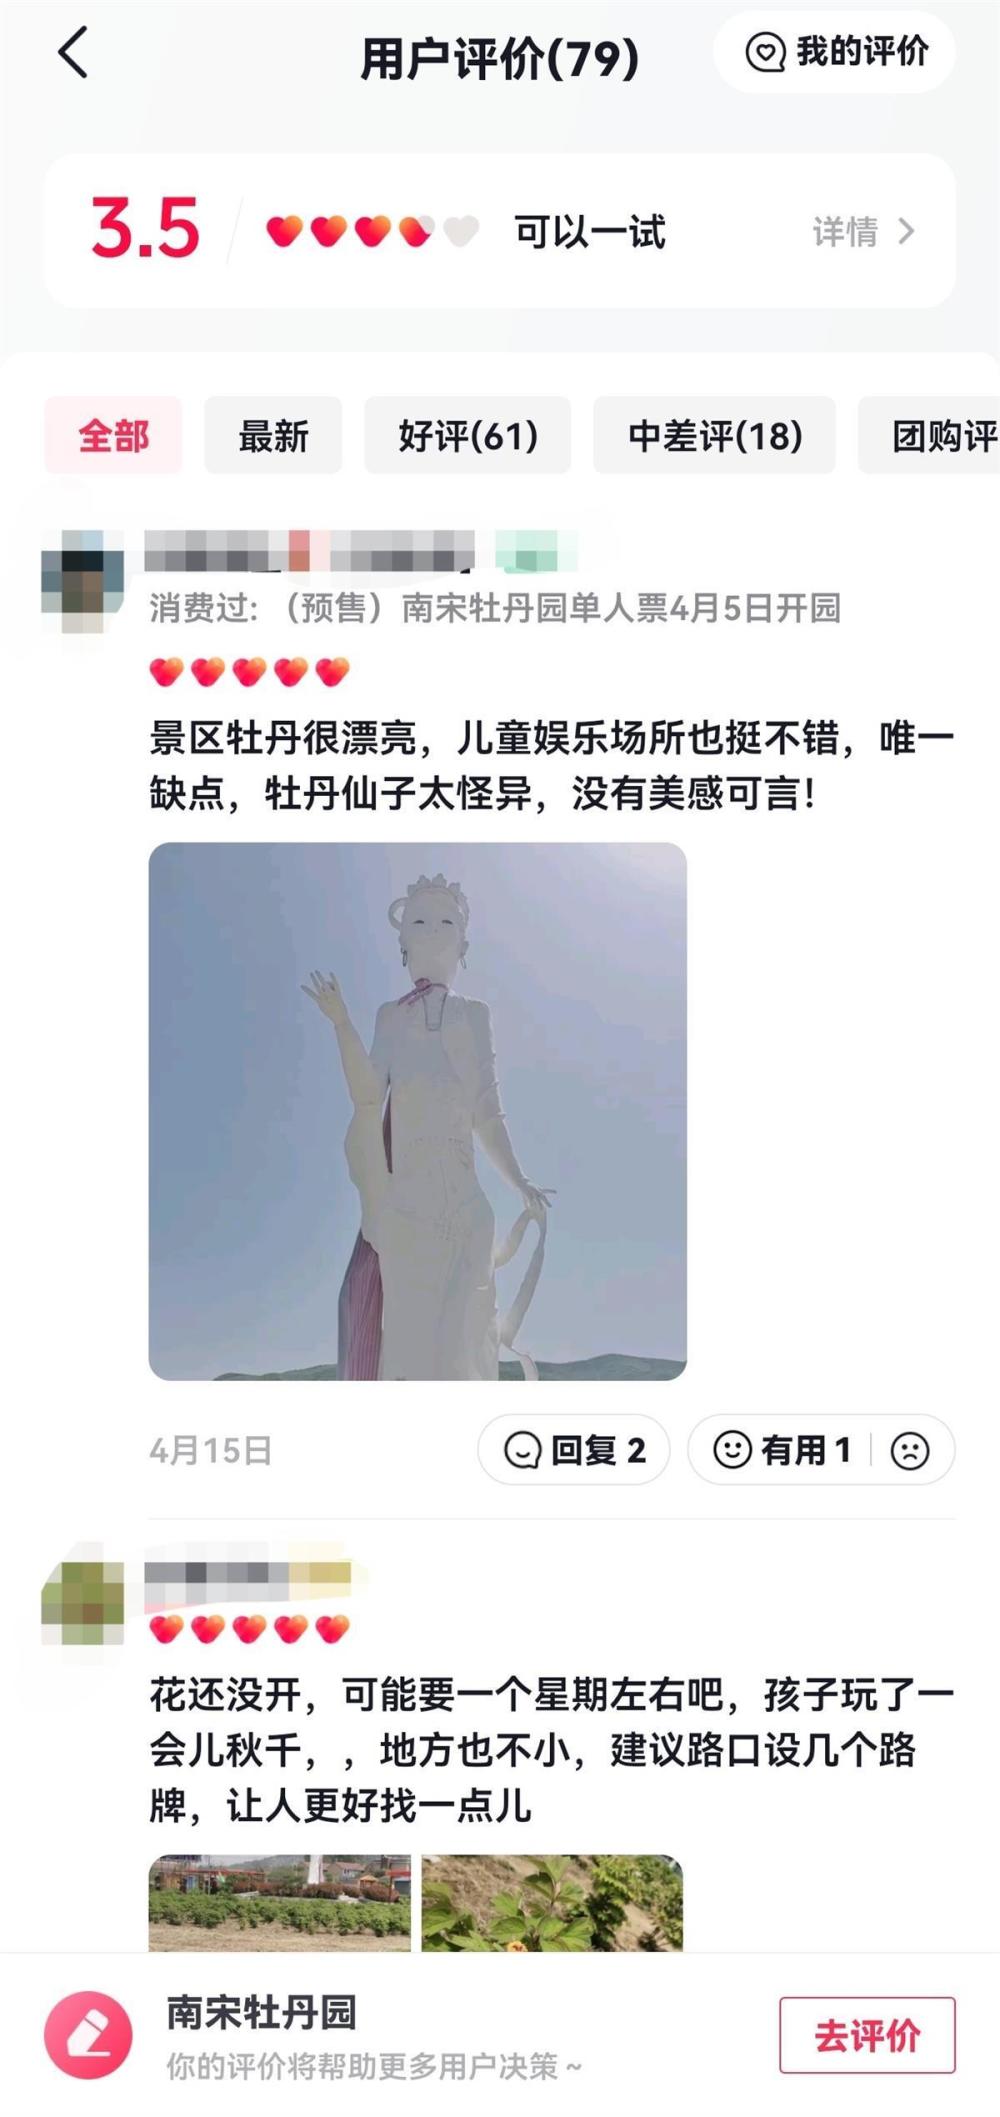 用户评价(79)
我的评价
3.5
可以一试
详情
全部
最新
好评(61)
中差评(18)
团购评
消费过:（预售）南宋牡丹园单人票4月5日开园
景区牡丹很漂亮，儿童娱乐场所也挺不错，唯一
缺点，牡丹仙子太怪异，没有美感可言！
4月15日
回复 2
有用 1
花还没开，可能要一个星期左右吧，孩子玩了一
会儿秋千，，地方也不小，建议路口设几个路
牌，让人更好找一点儿
南宋牡丹园
你的评价将帮助更多用户决策～
去评价